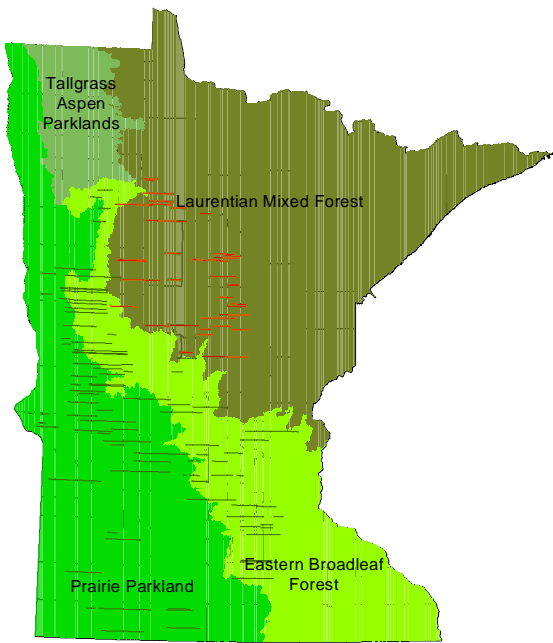 Tallgrass
Aspen
Parklands
Laurentian Mixed Forest
Eastern Broadleaf
Forest
Prairie Parkland